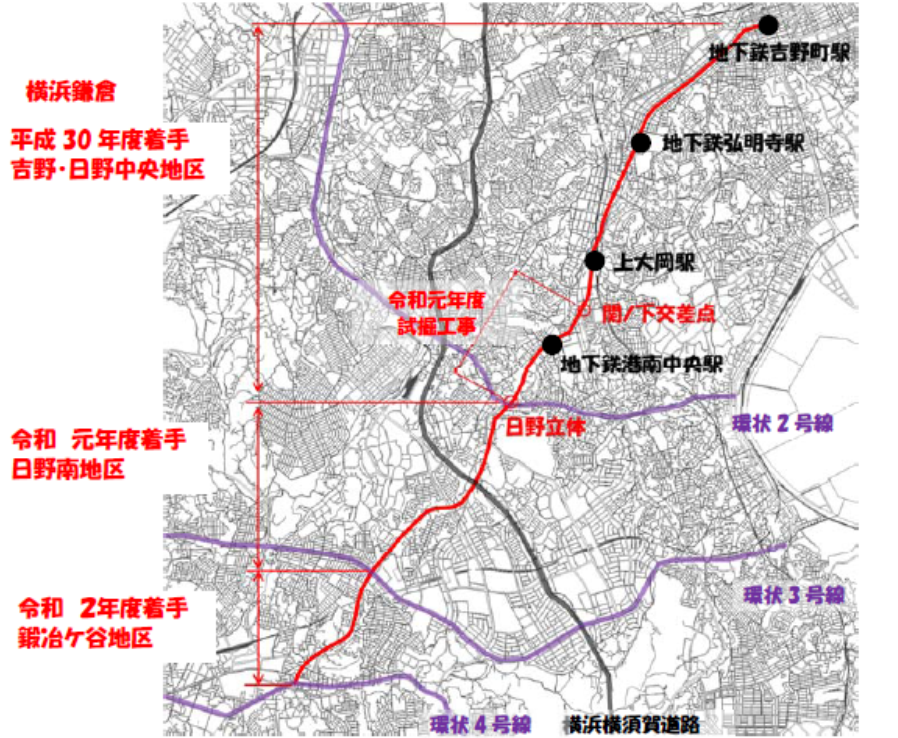 地下鉄吉野町駅
横浜鎌倉
平成30年度着手
吉野・日野中央地区
地下鉄弘明寺駅
上大岡駅
令和元年度
試掘工事
関ノ下交差点
地下鉄港南中央駅
環状2号線
日野立体
令和 元年度着手
日野南地区
環状3号線
令和 2年度着手
鍛冶ケ谷地区
環状4号線
横浜横須賀道路